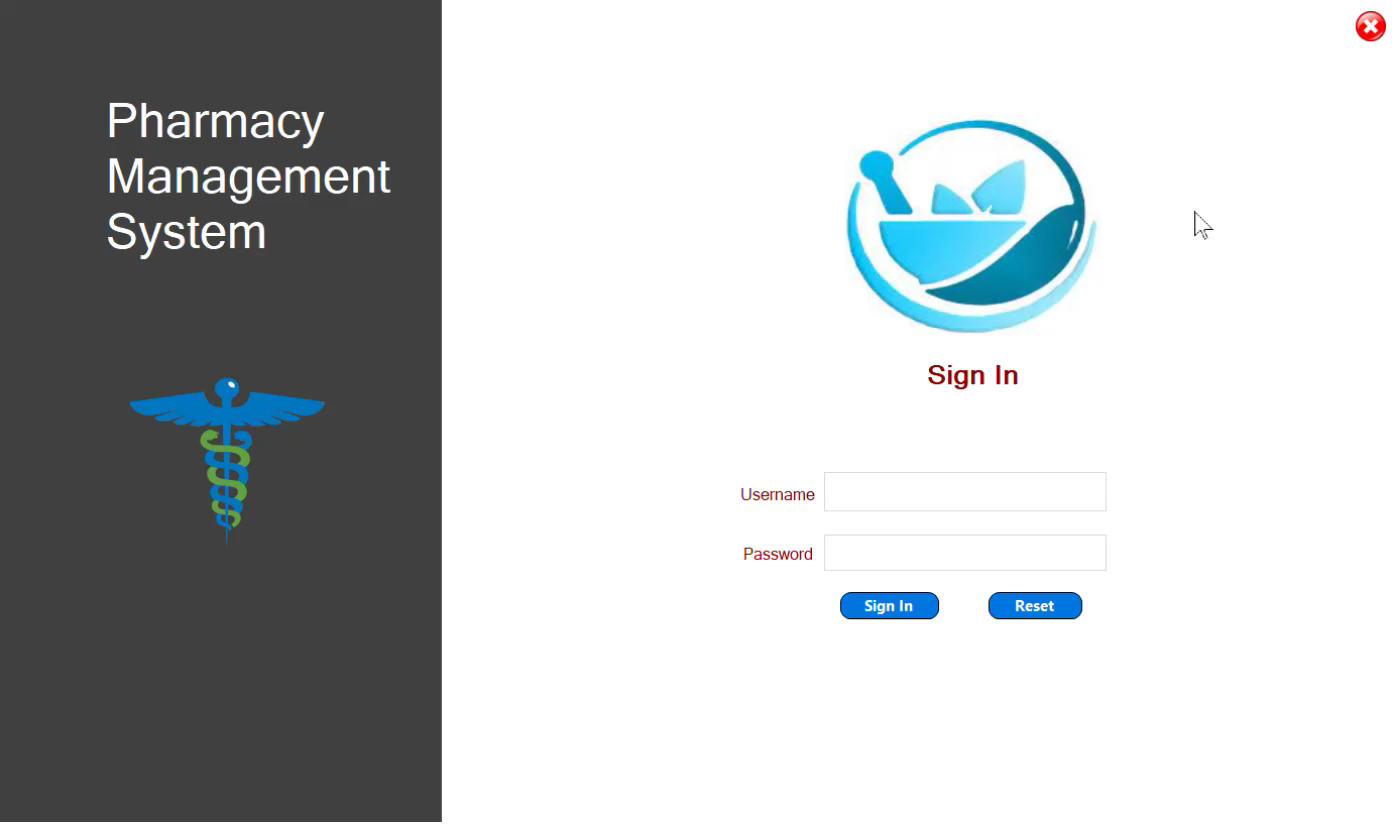 Pharmacy
Management
System
Sign In
Username
Password
Sign In Reset